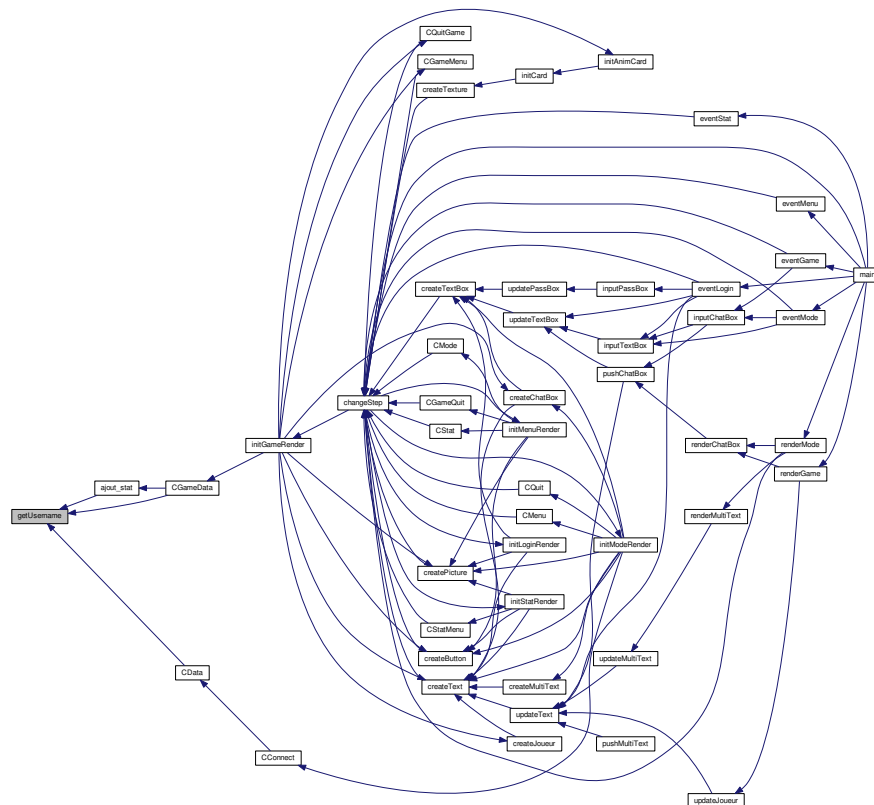 CQuitGame
CGameMenu
initAnimCard
initCard
createTexture
eventStat
eventMenu
eventGame
main
createTextBox
updatePassBox
inputPassBox
eventLogin
updateTextBox
inputChatBox
eventMode
CMode
inputTextBox
pushChatBox
createChatBox
changeStep
CGameQuit
initMenuRender
CStat
initGameRender
renderChatBox
renderMode
renderGame
ajout_stat
CGameData
CQuit
getUsername
CMenu
renderMultiText
initLoginRender
initModeRender
createPicture
initStatRender
CStatMenu
createButton
updateMultiText
CData
createText
createMultiText
updateText
createJoueur
pushMultiText
CConnect
updateJoueur